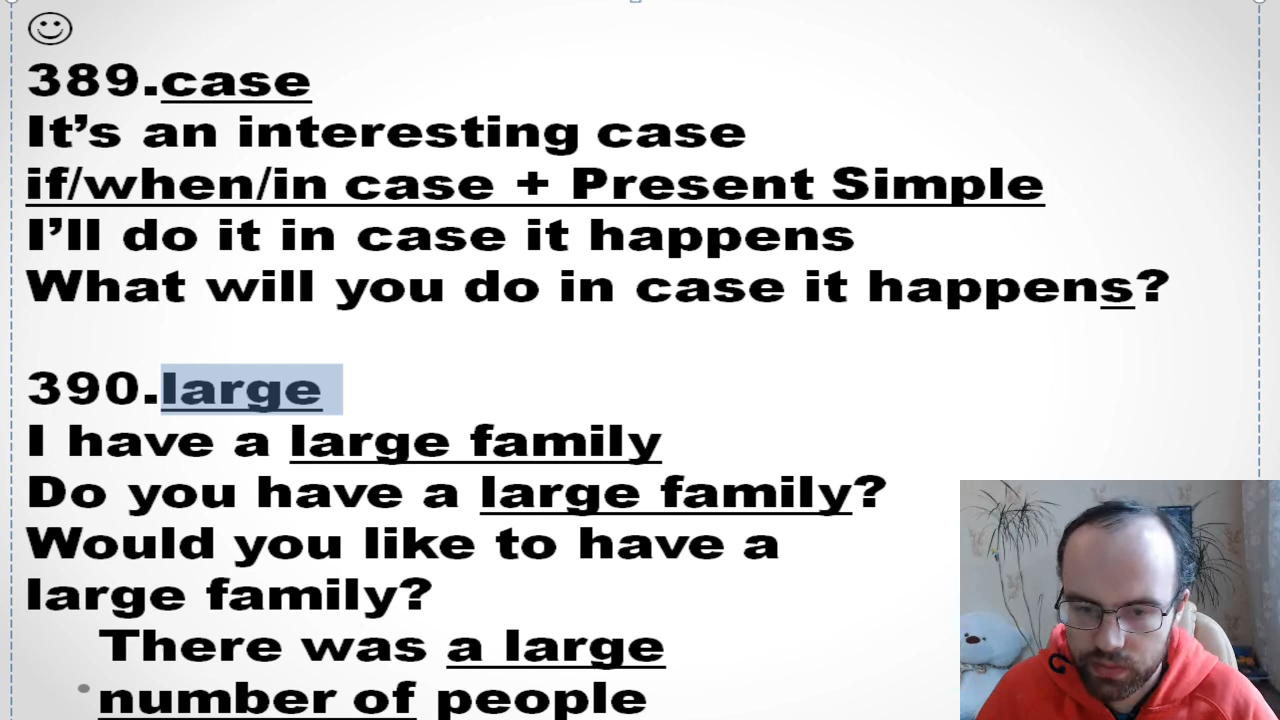 389.case
It’s an interesting case
if/when/in case + Present Simple
I’ll do it in case it happens
What will you do in case it happens?
390.large
I have a large family
Do you have a large family?
Would you like to have a
large family?
There was a large
number of people